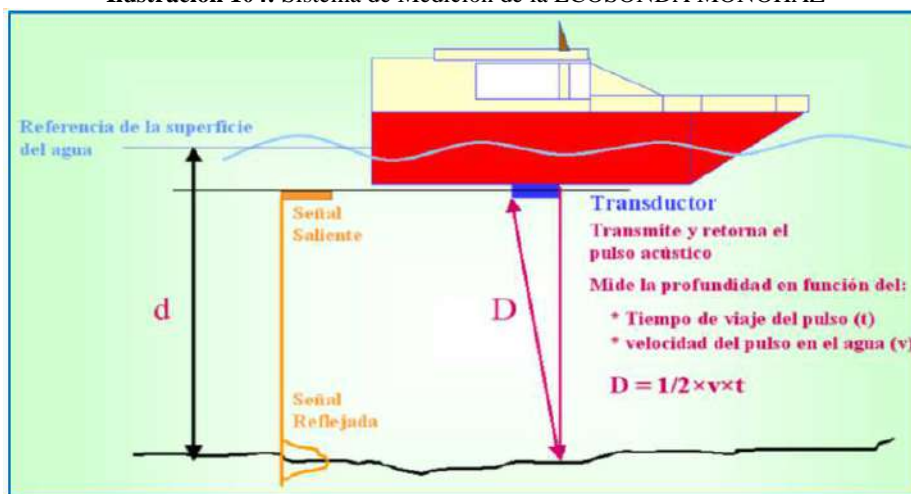 Ilustración 104. Sistema de Medición de la ECOSONDA MONOHAZ
Referencia de la superficie
del agua
Señal
Saliente
Transductor
Transmite y retorna el
pulso acústico
d
D
Mide la profundidad en función del:
* Tiempo de viaje del pulso (t)
* velocidad del pulso en el agua (v)
D = 1/2×v×t
Señal
Reflejada